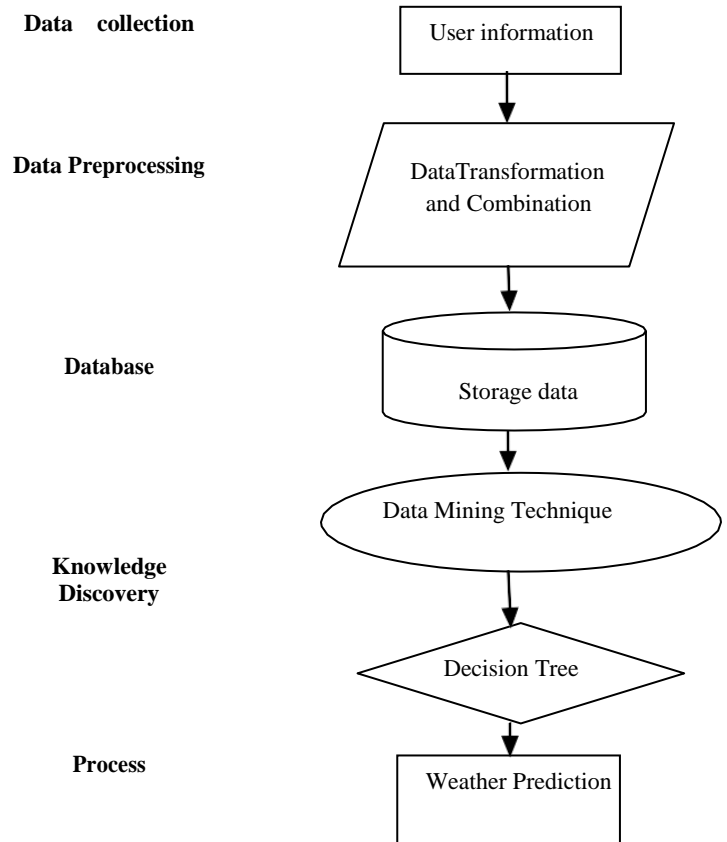 Data collection
User information
Data Preprocessing
DataTransformation
and Combination
Database
Storage data
Data Mining Technique
Knowledge
Discovery
Decision Tree
Process
Weather Prediction